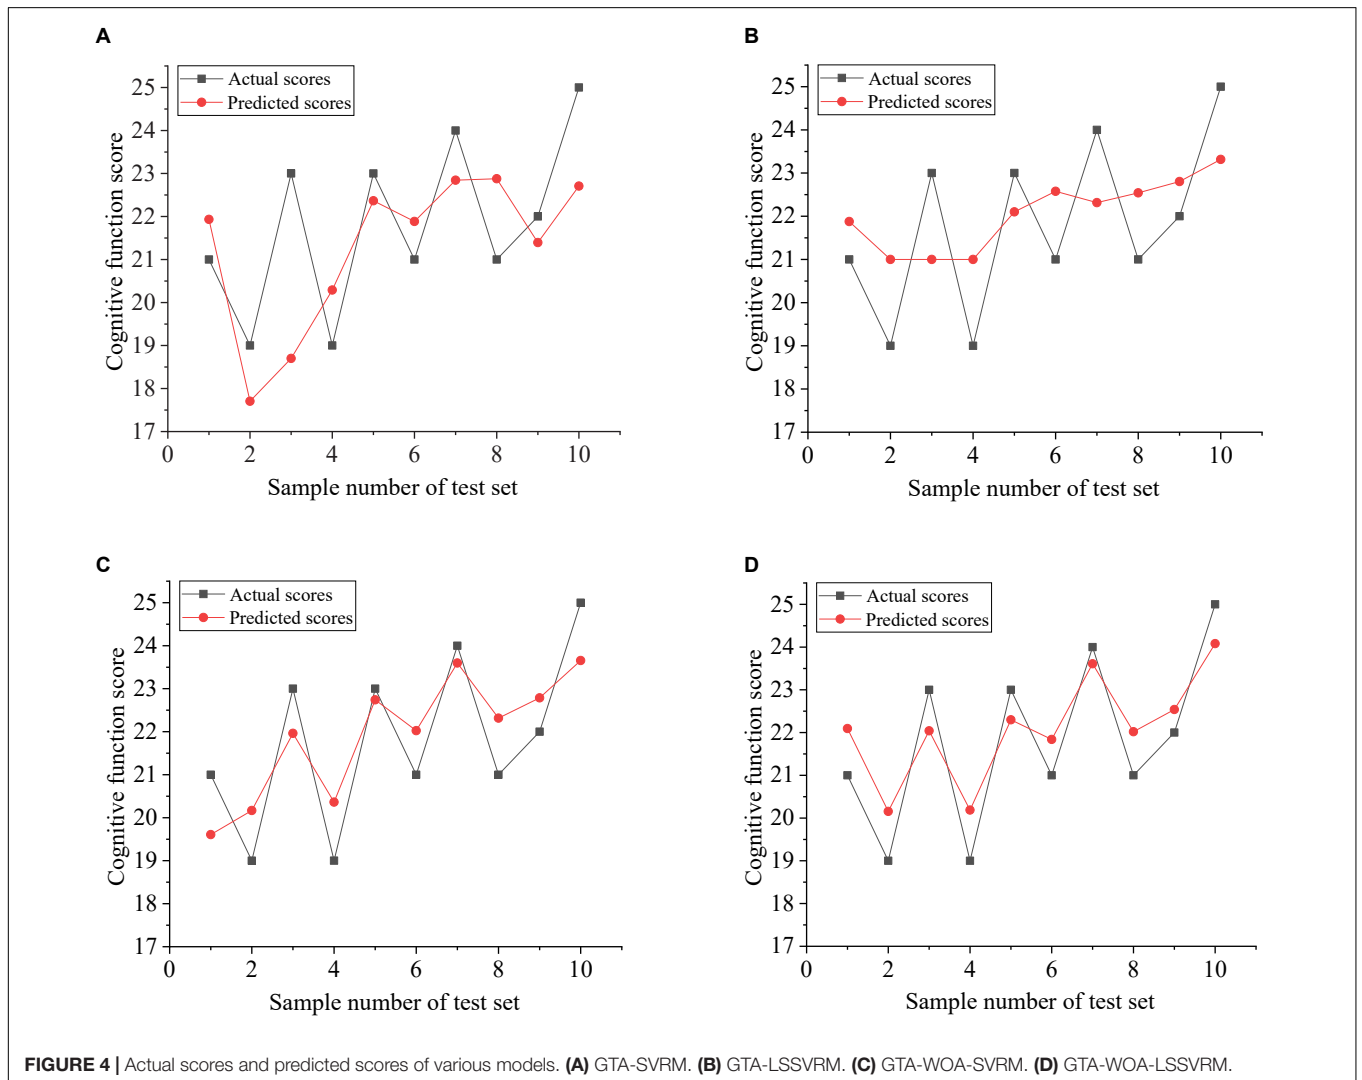 A
Actual scores
Predicted scores
Cognitive function score
25
24
23
22
21
20
19
18
17
0 2 4 6 8 10
Sample number of test set
B
Actual scores
Predicted scores
Cognitive function score
25
24
23
22
21
20
19
18
17
0 2 4 6 8 10
Sample number of test set
C
Actual scores
Predicted scores
Cognitive function score
25
24
23
22
21
20
19
18
17
0 2 4 6 8 10
Sample number of test set
D
Actual scores
Predicted scores
Cognitive function score
25
24
23
22
21
20
19
18
17
0 2 4 6 8 10
Sample number of test set
FIGURE 4 | Actual scores and predicted scores of various models. (A) GTA-SVRM. (B) GTA-LSSVRM. (C) GTA-WOA-SVRM. (D) GTA-WOA-LSSVRM.